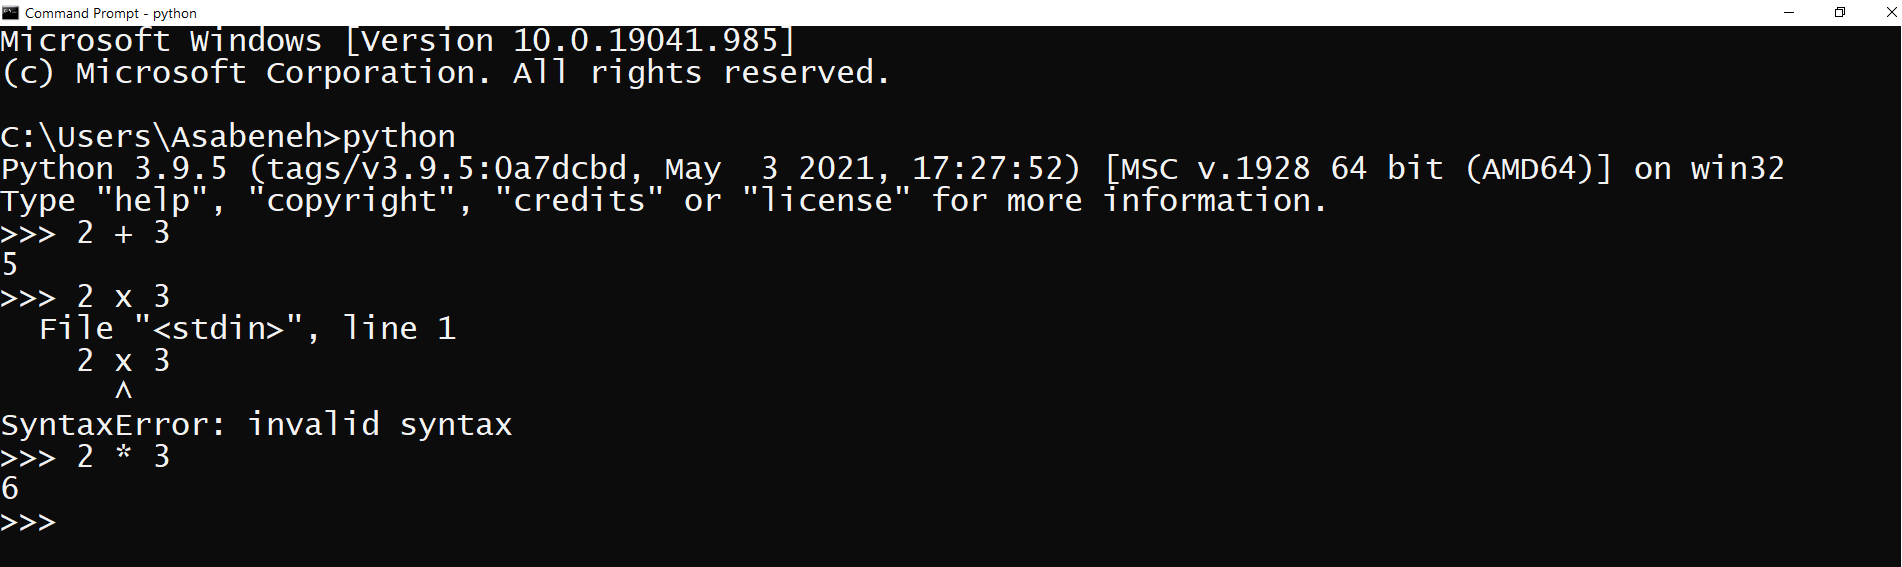 Command Prompt - python
Microsoft Windows [Version 10.0.19041.985]
(c) Microsoft Corporation. All rights reserved.
C:\Users\Asabeneh>python
Python 3.9.5 (tags/v3.9.5:0a7dcbd, May  3 2021, 17:27:52) [MSC v.1928 64 bit (AMD64)] on win32
Type "help", "copyright", "credits" or "license" for more information.
>>> 2 + 3
5
>>> 2 x 3
  File "<stdin>", line 1
    2 x 3
      ^
SyntaxError: invalid syntax
>>> 2 * 3
6
>>>